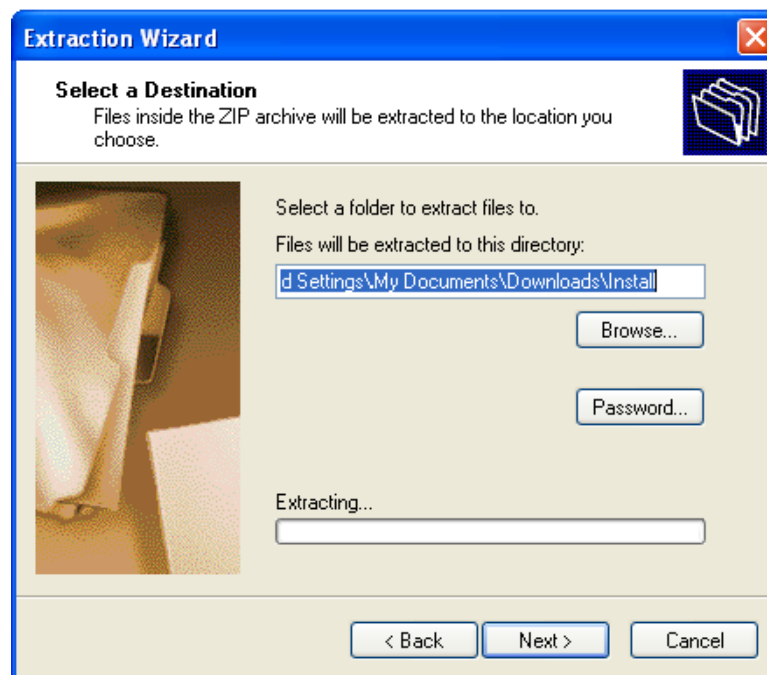 Extraction Wizard
Select a Destination
Files inside the ZIP archive will be extracted to the location you
choose.
Select a folder to extract files to.
Files will be extracted to this directory:
d Settings\My Documents\Downloads\Install
Browse...
Password...
Extracting...
< Back
Next >
Cancel